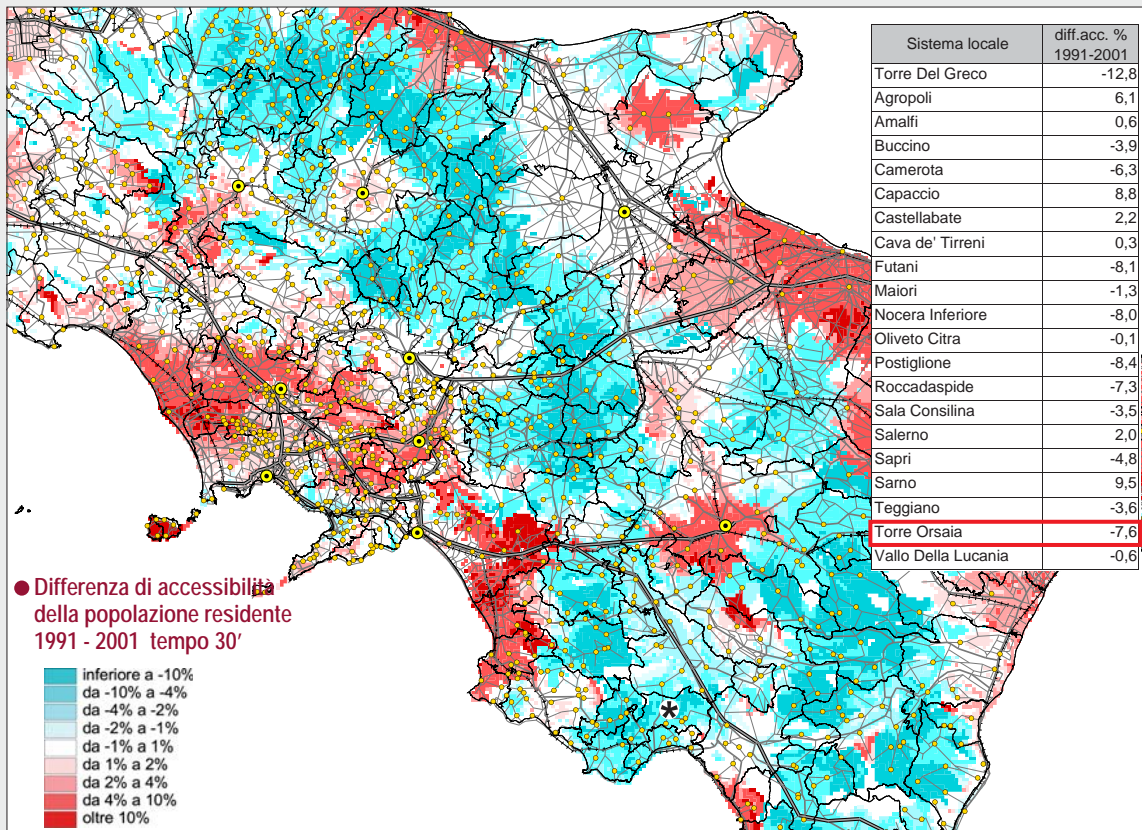 Sistema locale diff.acc. % 1991-2001
Torre Del Greco -12,8
Agropoli 6,1
Amalfi 0,6
Buccino -3,9
Camerota -6,3
Capaccio 8,8
Castellabate 2,2
Cava de' Tirreni 0,3
Futani -8,1
Maiori -1,3
Nocera Inferiore -8,0
Oliveto Citra -0,1
Postiglione -8,4
Roccadaspide -7,3
Sala Consilina -3,5
Salerno 2,0
Sapri -4,8
Sarno 9,5
Teggiano -3,6
Torre Orsaia -7,6
Vallo Della Lucania -0,6
Differenza di accessibilità
della popolazione residente
1991 - 2001 tempo 30'
inferiore a -10%
da -10% a -4%
da -4% a -2%
da -2% a -1%
da -1% a 1%
da 1% a 2%
da 2% a 4%
da 4% a 10%
oltre 10%
*